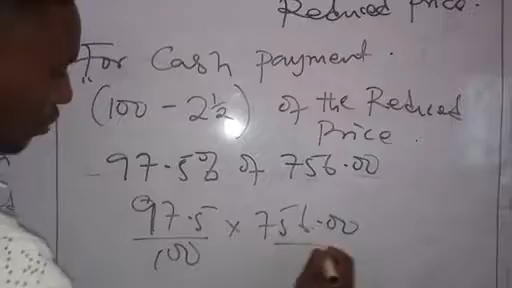 Reduced Price.
For Cash payment.
(100 - 2½) of the Reduced
Price.
97.5% of 756.00
97.5/100 × 756.00